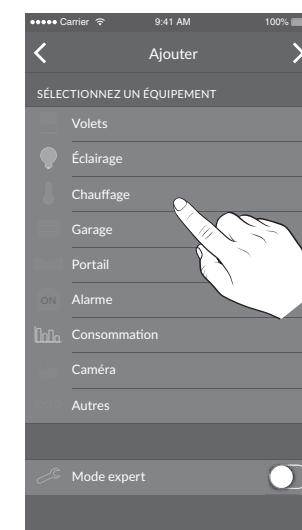 Carrier 9:41 AM 100%
Ajouter
SÉLECTIONNEZ UN ÉQUIPEMENT
Volets
Éclairage
Chauffage
Garage
Portail
ON Alarme
Consommation
Caméra
Autres
Mode expert